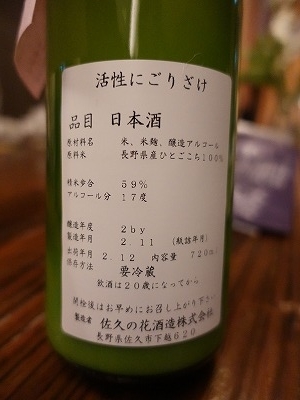 活性にごりざけ
品目 日本酒
原材料名 米、米麹、醸造アルコール
原料米 長野県産ひとごこち100%
精米歩合 59%
アルコール分 17度
醸造年度 2by
製造年月 2.11 (瓶詰年月)
出荷年月 2.12 内容量 720ml
保存方法 要冷蔵
飲酒は20歳になってから
開栓後はお早めにお召し上がり下さい
製造者 佐久の花酒造株式会社
長野県佐久市下越620